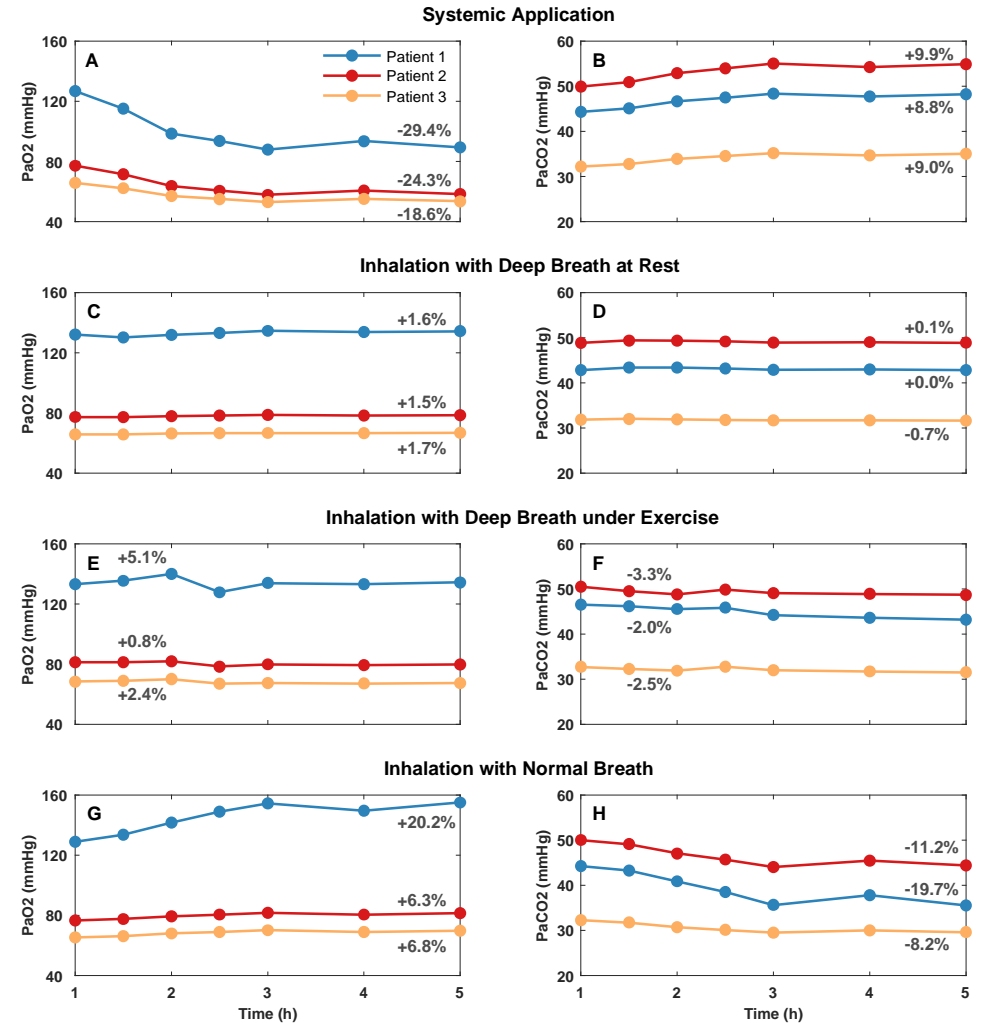 Systemic Application
A
Patient 1
Patient 2
Patient 3
160
120
80
40
PaO2 (mmHg)
-29.4%
-24.3%
-18.6%
B
60
50
40
30
20
PaCO2 (mmHg)
+9.9%
+8.8%
+9.0%
Inhalation with Deep Breath at Rest
C
160
120
80
40
PaO2 (mmHg)
+1.6%
+1.5%
+1.7%
D
60
50
40
30
20
PaCO2 (mmHg)
+0.1%
+0.0%
-0.7%
Inhalation with Deep Breath under Exercise
E
160
120
80
40
PaO2 (mmHg)
+5.1%
+0.8%
+2.4%
F
60
50
40
30
20
PaCO2 (mmHg)
-3.3%
-2.0%
-2.5%
Inhalation with Normal Breath
G
160
120
80
40
PaO2 (mmHg)
+20.2%
+6.3%
+6.8%
1 2 3 4 5
Time (h)
H
60
50
40
30
20
PaCO2 (mmHg)
-11.2%
-19.7%
-8.2%
1 2 3 4 5
Time (h)